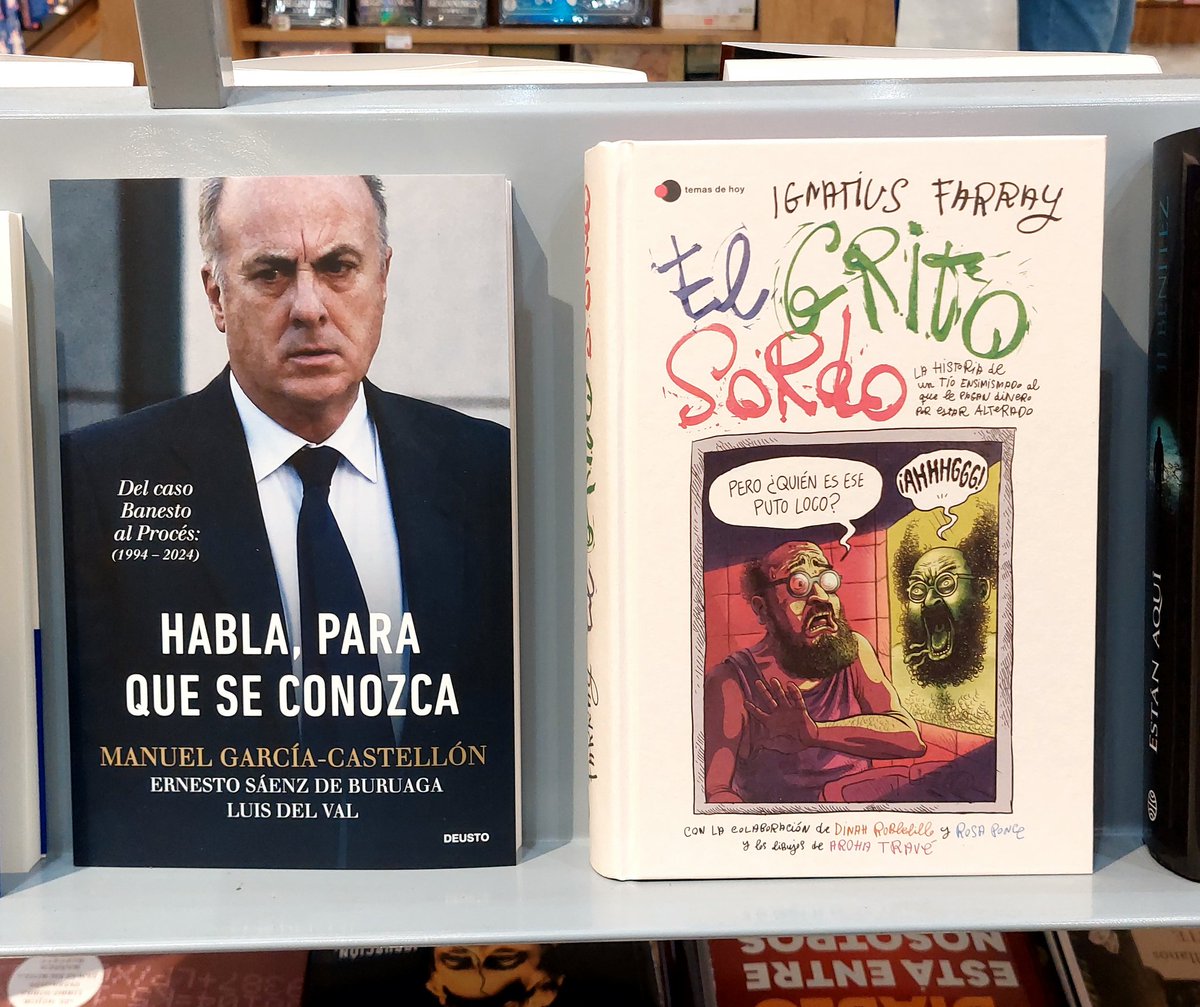 Del caso
Banesto
al Procés:
(1994 – 2024)
HABLA, PARA
QUE SE CONOZCA
MANUEL GARCÍA-CASTELLÓN
ERNESTO SÁENZ DE BURUAGA
LUIS DEL VAL
DEUSTO
temas de hoy
IGNATIUS FARRAY
El GRITO
SORDO
LA HISTORIA de
un TÍO ENSIMISMADO al
que le PAGAN DINERO
POR ESTAR ALTERADO
PERO ¿QUIÉN ES ESE
PUTO LOCO?
¡AHHHGGG!
CON LA COLABORACIÓN de DINAH ROBLEDILLO y ROSA PONCE
y los dibujos de AROHA TRAVÉ
J. J. BENÍTEZ
ESTÁN AQUÍ
ESTÁ ENTRE
NOSOTROS